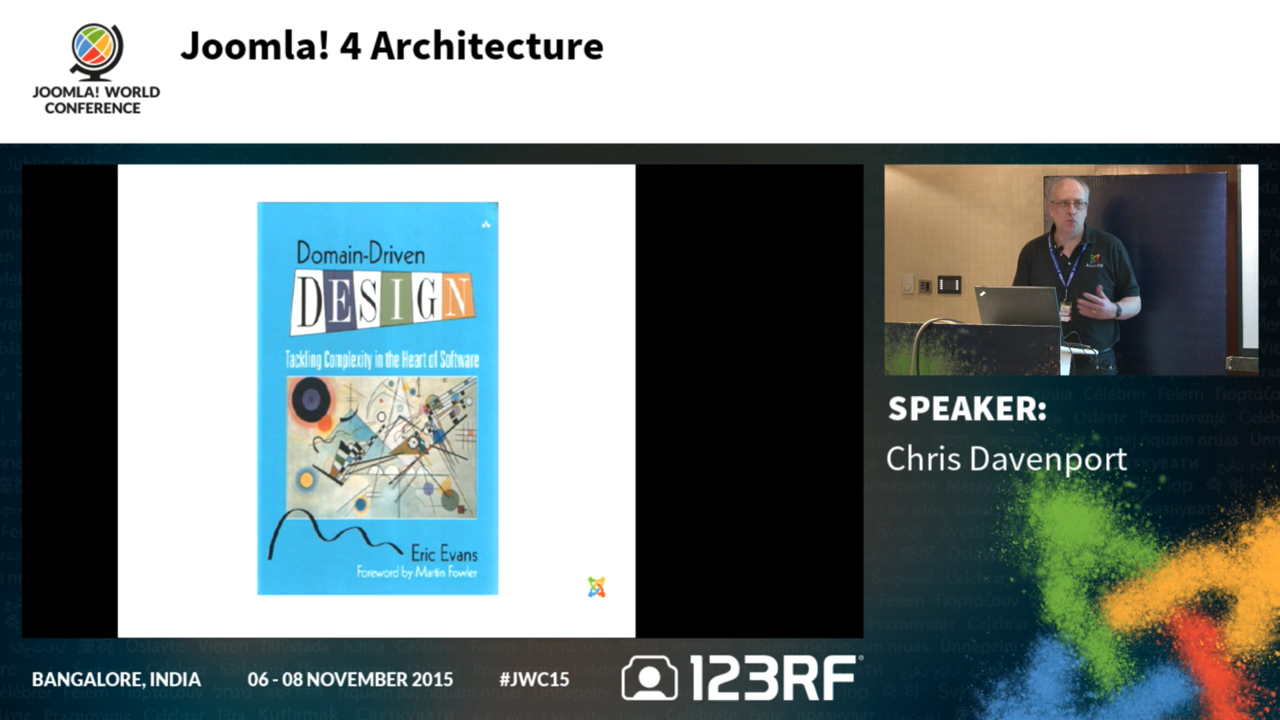 Joomla! 4 Architecture
JOOMLA! WORLD
CONFERENCE
Domain-Driven
DESIGN
Tackling Complexity in the Heart of Software
Eric Evans
Foreword by Martin Fowler
SPEAKER:
Chris Davenport
BANGALORE, INDIA
06 - 08 NOVEMBER 2015
#JWC15
123RF®